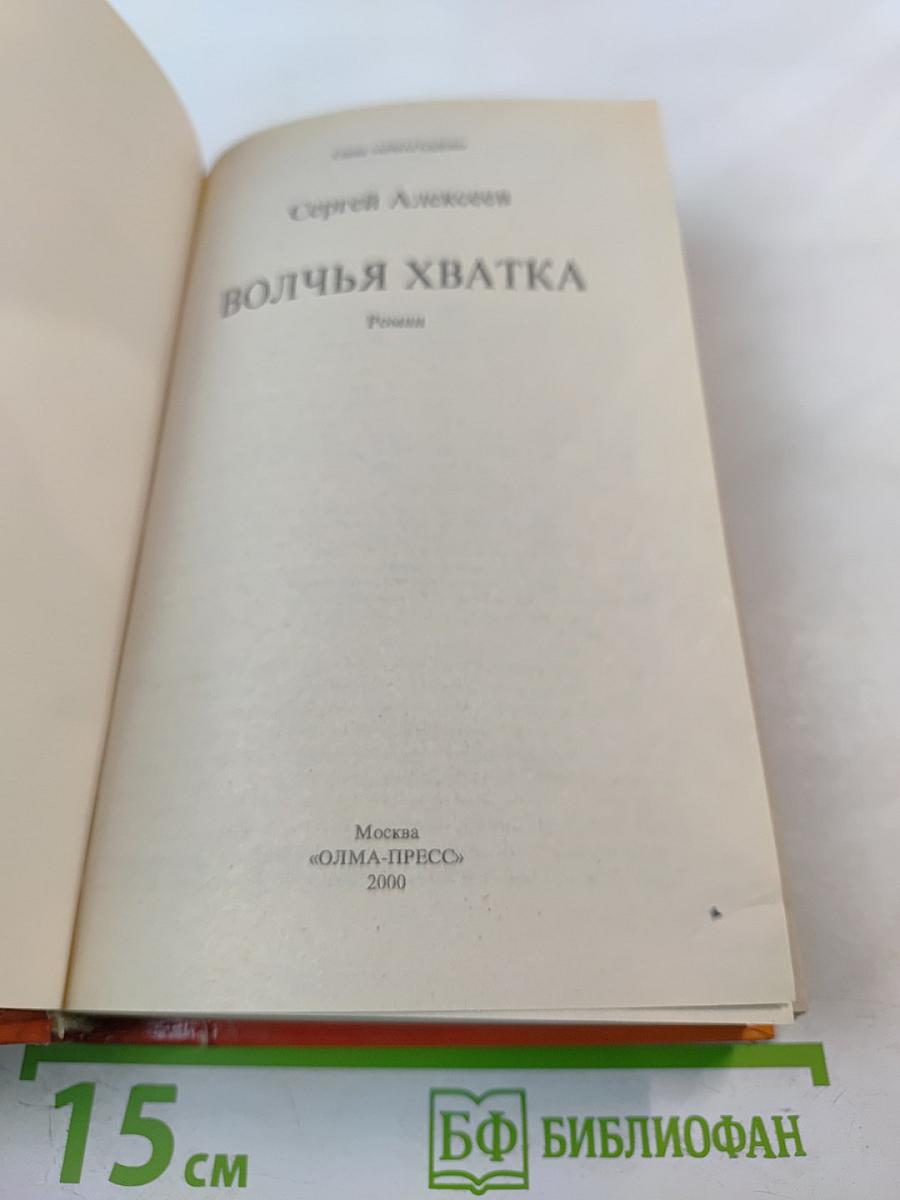 Сергей Алексеев
ВОЛЧЬЯ ХВАТКА
Роман
Москва
«ОЛМА-ПРЕСС»
2000
15 см
БФ БИБЛИОФАН